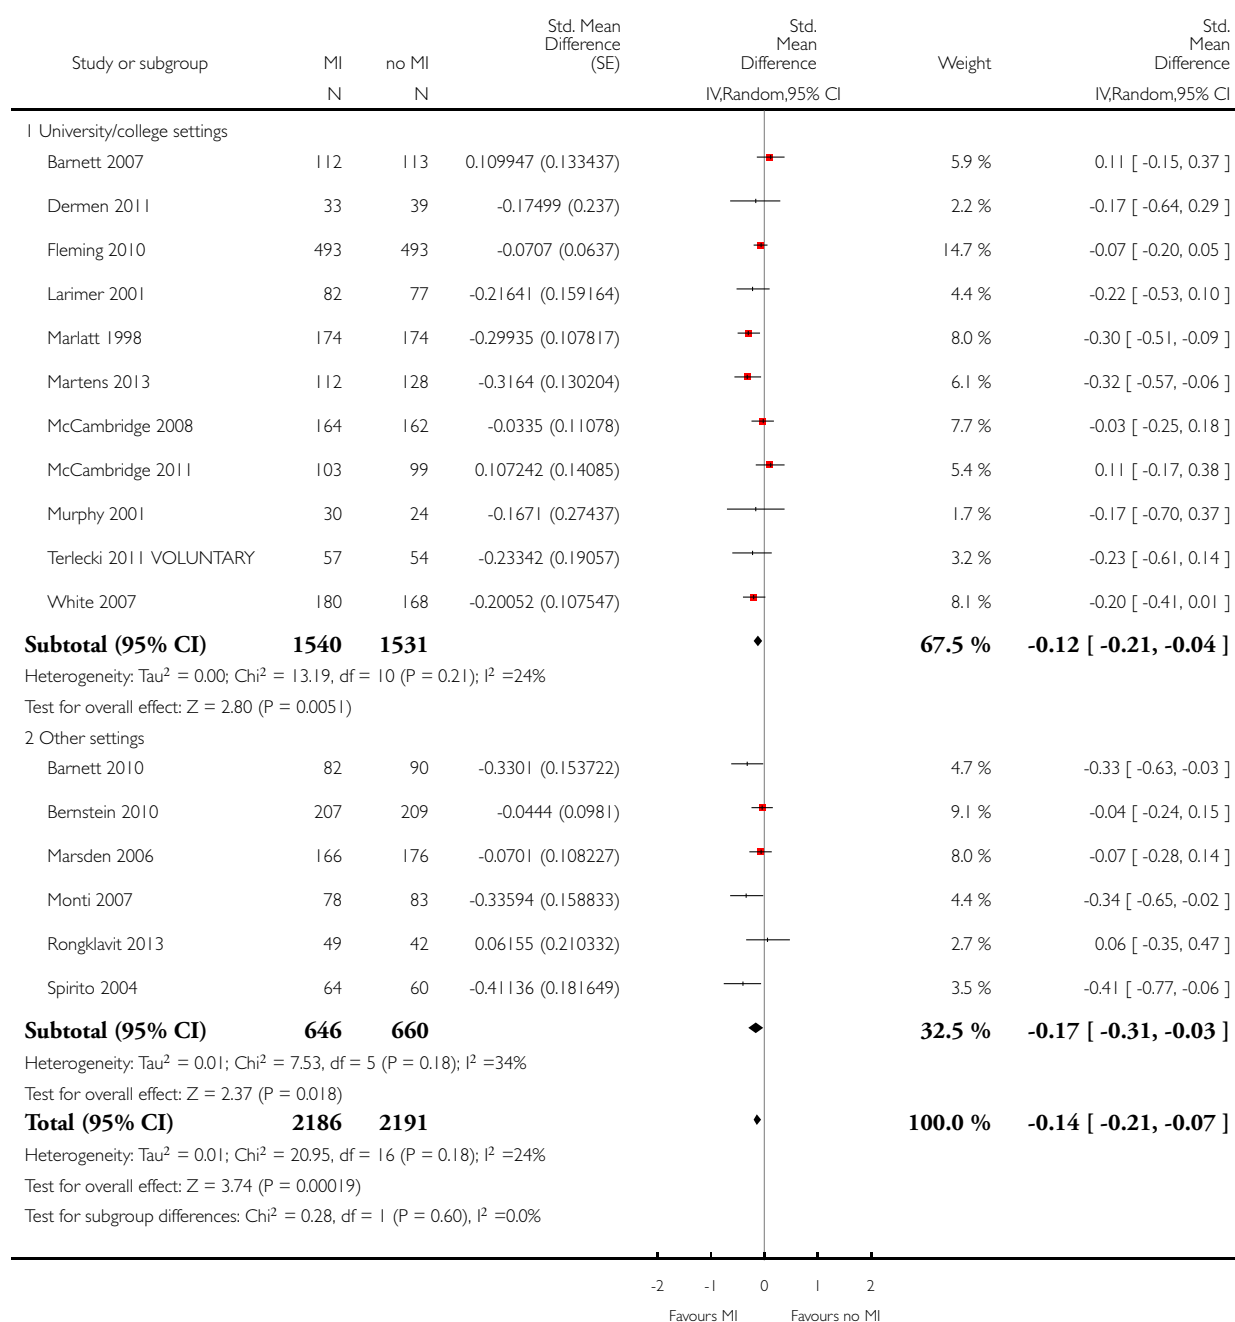 Study or subgroup MI no MI Std. Mean Difference (SE) Std. Mean Difference Weight Std. Mean Difference
N N IV,Random,95% CI IV,Random,95% CI
1 University/college settings
Barnett 2007 112 113 0.109947 (0.133437) 5.9 % 0.11 [ -0.15, 0.37 ]
Dermen 2011 33 39 -0.17499 (0.237) 2.2 % -0.17 [ -0.64, 0.29 ]
Fleming 2010 493 493 -0.0707 (0.0637) 14.7 % -0.07 [ -0.20, 0.05 ]
Larimer 2001 82 77 -0.21641 (0.159164) 4.4 % -0.22 [ -0.53, 0.10 ]
Marlatt 1998 174 174 -0.29935 (0.107817) 8.0 % -0.30 [ -0.51, -0.09 ]
Martens 2013 112 128 -0.3164 (0.130204) 6.1 % -0.32 [ -0.57, -0.06 ]
McCambridge 2008 164 162 -0.0335 (0.11078) 7.7 % -0.03 [ -0.25, 0.18 ]
McCambridge 2011 103 99 0.107242 (0.14085) 5.4 % 0.11 [ -0.17, 0.38 ]
Murphy 2001 30 24 -0.1671 (0.27437) 1.7 % -0.17 [ -0.70, 0.37 ]
Terlecki 2011 VOLUNTARY 57 54 -0.23342 (0.19057) 3.2 % -0.23 [ -0.61, 0.14 ]
White 2007 180 168 -0.20052 (0.107547) 8.1 % -0.20 [ -0.41, 0.01 ]
Subtotal (95% CI) 1540 1531 67.5 % -0.12 [ -0.21, -0.04 ]
Heterogeneity: Tau² = 0.00; Chi² = 13.19, df = 10 (P = 0.21); I² =24%
Test for overall effect: Z = 2.80 (P = 0.0051)
2 Other settings
Barnett 2010 82 90 -0.3301 (0.153722) 4.7 % -0.33 [ -0.63, -0.03 ]
Bernstein 2010 207 209 -0.0444 (0.0981) 9.1 % -0.04 [ -0.24, 0.15 ]
Marsden 2006 166 176 -0.0701 (0.108227) 8.0 % -0.07 [ -0.28, 0.14 ]
Monti 2007 78 83 -0.33594 (0.158833) 4.4 % -0.34 [ -0.65, -0.02 ]
Rongklavit 2013 49 42 0.06155 (0.210332) 2.7 % 0.06 [ -0.35, 0.47 ]
Spirito 2004 64 60 -0.41136 (0.181649) 3.5 % -0.41 [ -0.77, -0.06 ]
Subtotal (95% CI) 646 660 32.5 % -0.17 [ -0.31, -0.03 ]
Heterogeneity: Tau² = 0.01; Chi² = 7.53, df = 5 (P = 0.18); I² =34%
Test for overall effect: Z = 2.37 (P = 0.018)
Total (95% CI) 2186 2191 100.0 % -0.14 [ -0.21, -0.07 ]
Heterogeneity: Tau² = 0.01; Chi² = 20.95, df = 16 (P = 0.18); I² =24%
Test for overall effect: Z = 3.74 (P = 0.00019)
Test for subgroup differences: Chi² = 0.28, df = 1 (P = 0.60), I² =0.0%
-2 -1 0 1 2
Favours MI Favours no MI